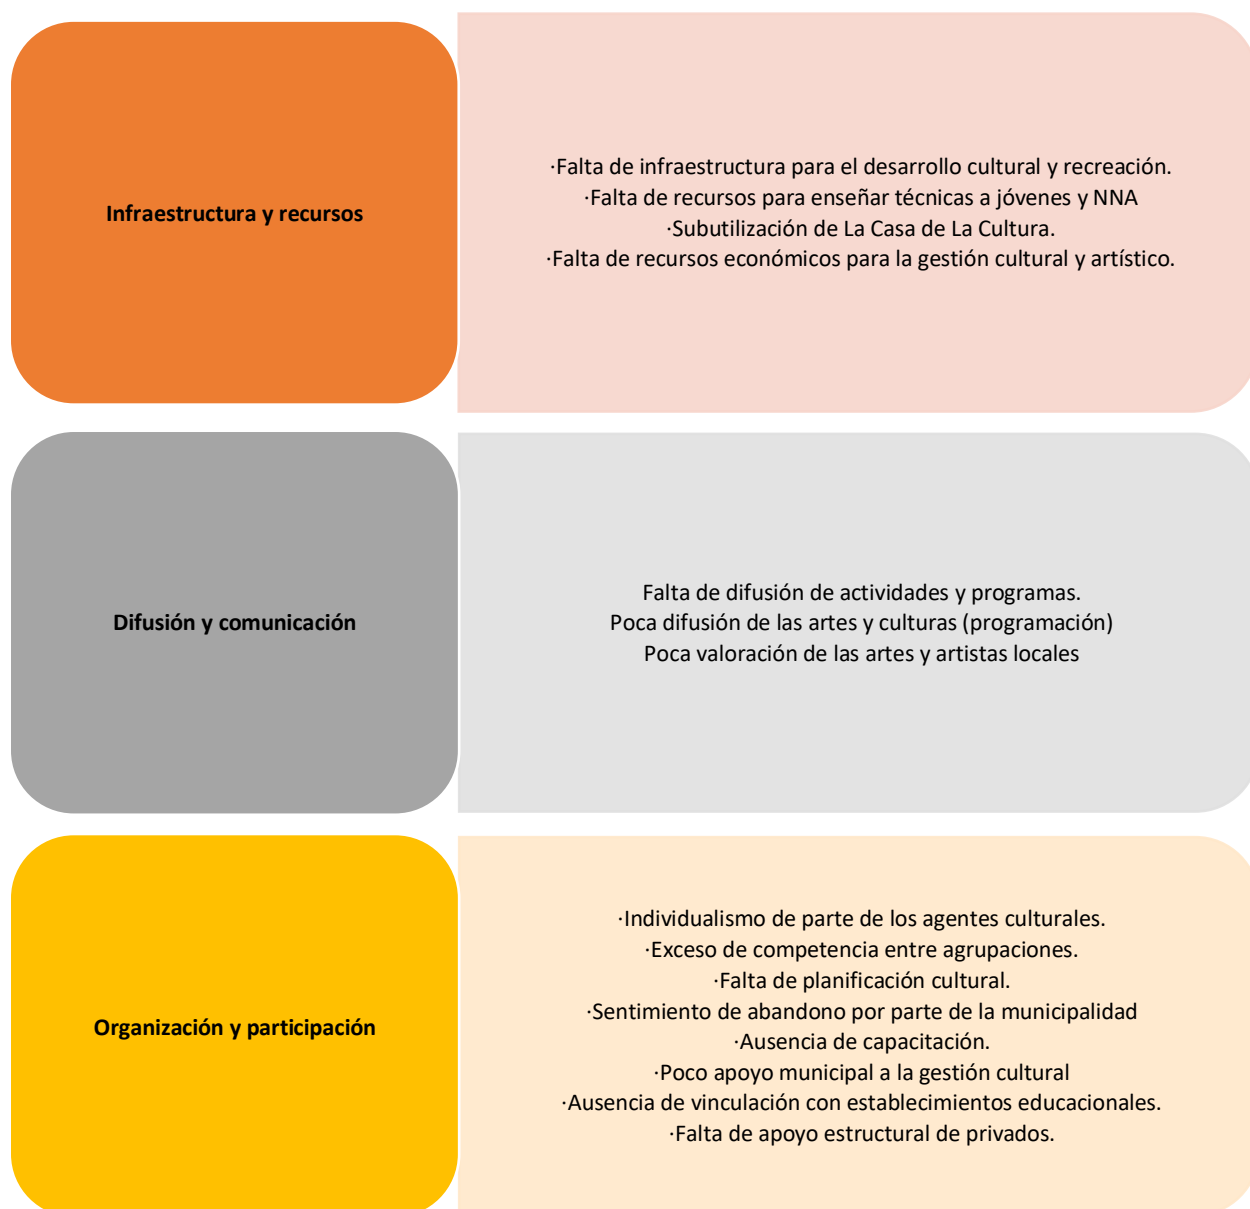 Infraestructura y recursos
·Falta de infraestructura para el desarrollo cultural y recreación.
·Falta de recursos para enseñar técnicas a jóvenes y NNA
·Subutilización de La Casa de La Cultura.
·Falta de recursos económicos para la gestión cultural y artístico.
Difusión y comunicación
Falta de difusión de actividades y programas.
Poca difusión de las artes y culturas (programación)
Poca valoración de las artes y artistas locales
Organización y participación
·Individualismo de parte de los agentes culturales.
·Exceso de competencia entre agrupaciones.
·Falta de planificación cultural.
·Sentimiento de abandono por parte de la municipalidad
·Ausencia de capacitación.
·Poco apoyo municipal a la gestión cultural
·Ausencia de vinculación con establecimientos educacionales.
·Falta de apoyo estructural de privados.